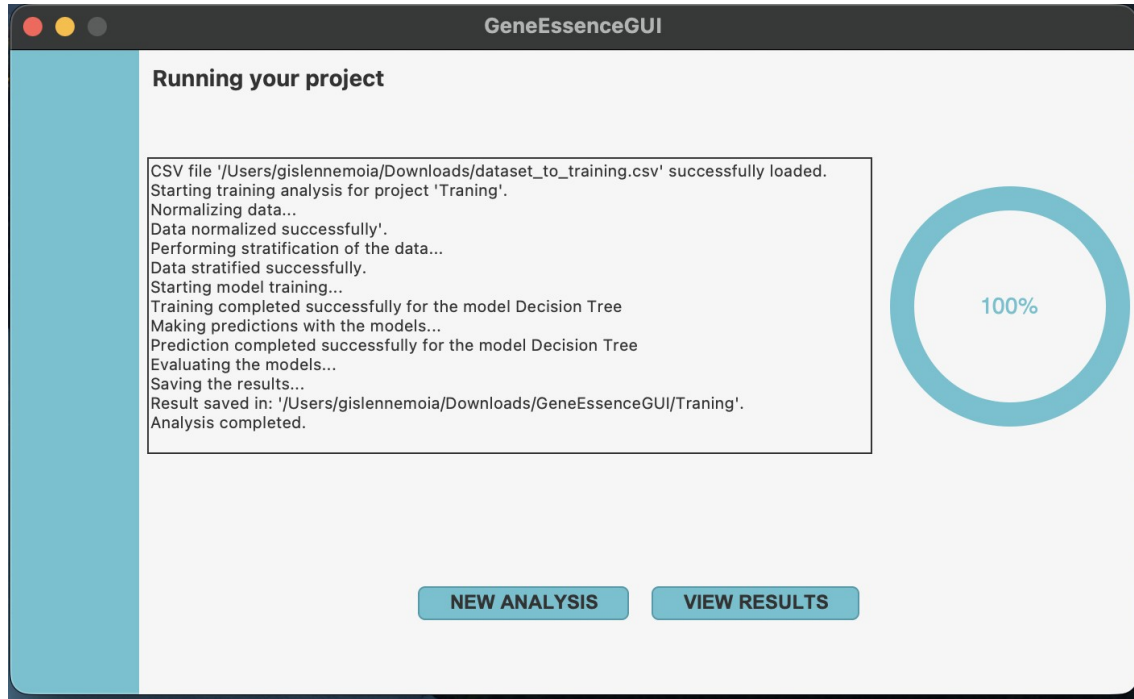 GeneEssenceGUI
Running your project
CSV file '/Users/gislennemoia/Downloads/dataset_to_training.csv' successfully loaded.
Starting training analysis for project 'Traning'.
Normalizing data...
Data normalized successfully'.
Performing stratification of the data...
Data stratified successfully.
Starting model training...
Training completed successfully for the model Decision Tree
Making predictions with the models...
Prediction completed successfully for the model Decision Tree
Evaluating the models...
Saving the results...
Result saved in: '/Users/gislennemoia/Downloads/GeneEssenceGUI/Traning'.
Analysis completed.
100%
NEW ANALYSIS
VIEW RESULTS